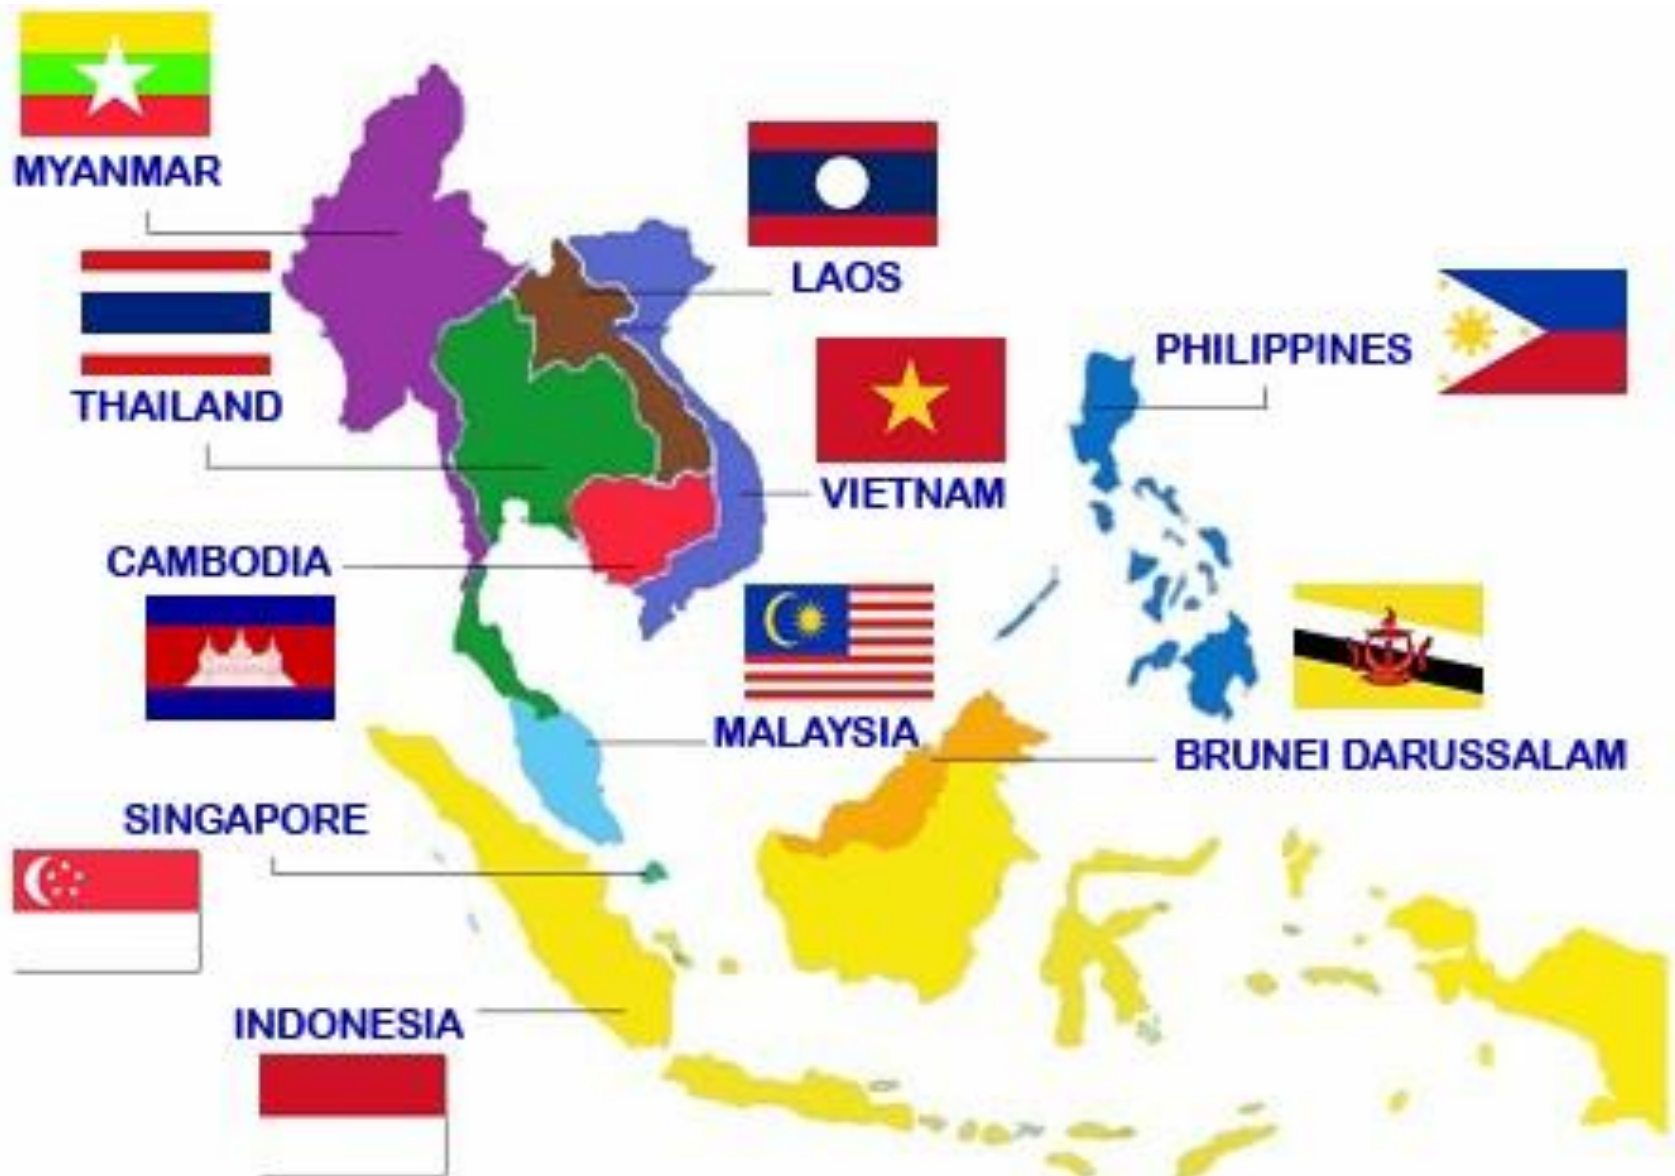 MYANMAR
LAOS
THAILAND
PHILIPPINES
VIETNAM
CAMBODIA
MALAYSIA
BRUNEI DARUSSALAM
SINGAPORE
INDONESIA